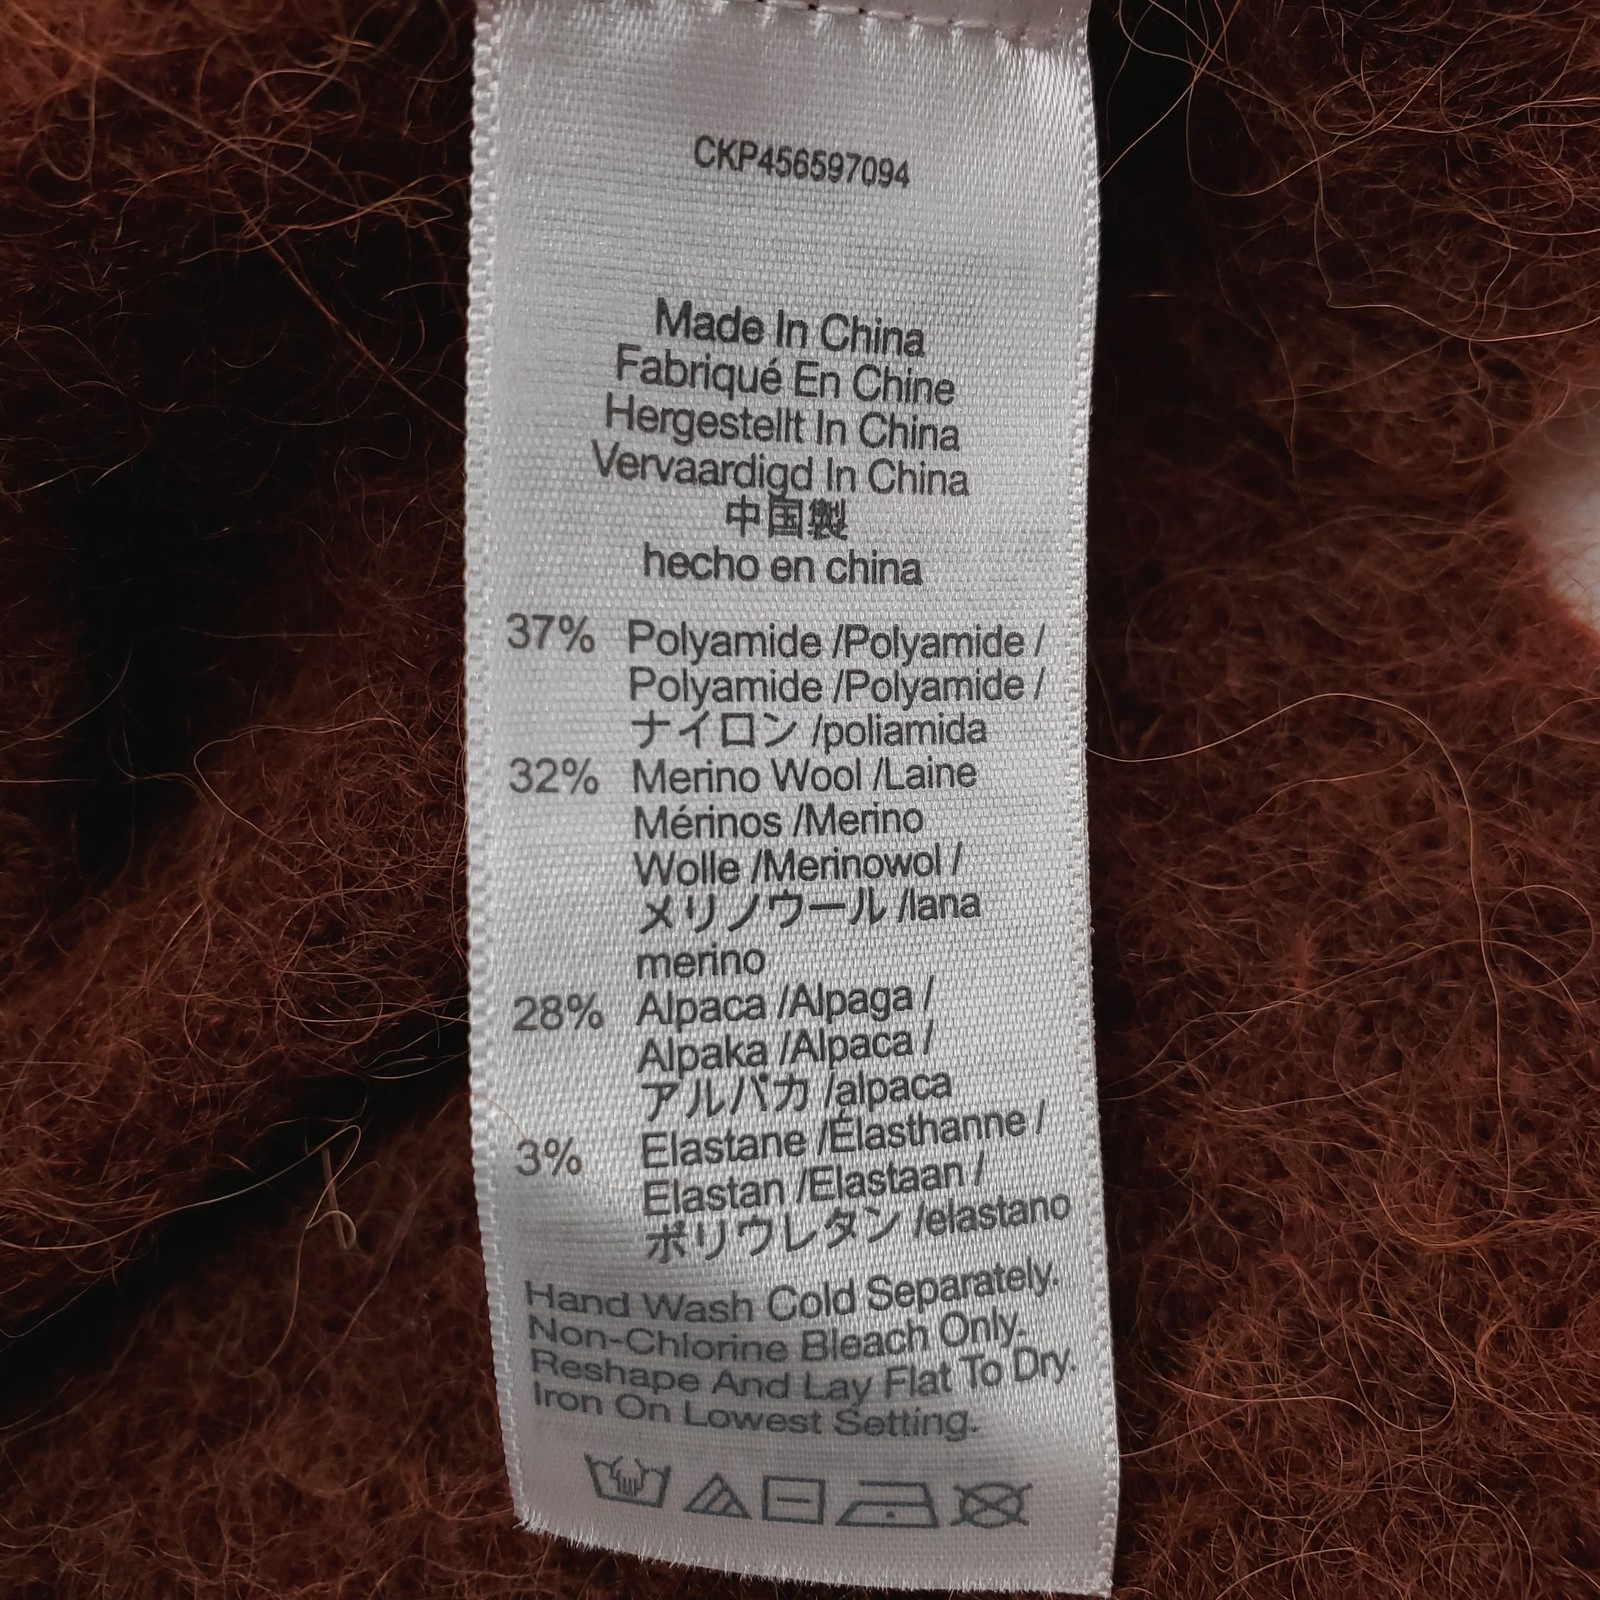 CKP456597094
Made In China
Fabriqué En Chine
Hergestellt In China
Vervaardigd In China
中国製
hecho en china
37% Polyamide /Polyamide /
Polyamide /Polyamide /
ナイロン /poliamida
32% Merino Wool /Laine
Mérinos /Merino
Wolle /Merinowol /
メリノウール /lana
merino
28% Alpaca /Alpaga /
Alpaka /Alpaca /
アルパカ /alpaca
3% Elastane /Élasthanne /
Elastan /Elastaan /
ポリウレタン /elastano
Hand Wash Cold Separately.
Non-Chlorine Bleach Only.
Reshape And Lay Flat To Dry.
Iron On Lowest Setting.